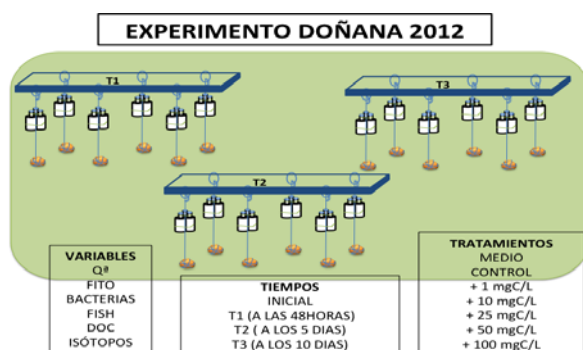 EXPERIMENTO DOÑANA 2012
T1
T3
T2
VARIABLES
Qª
FITO
BACTERIAS
FISH
DOC
ISÓTOPOS
TIEMPOS
INICIAL
T1 (A LAS 48HORAS)
T2 ( A LOS 5 DIAS)
T3 (A LOS 10 DIAS)
TRATAMIENTOS
MEDIO
CONTROL
+ 1 mgC/L
+ 10 mgC/L
+ 25 mgC/L
+ 50 mgC/L
+ 100 mgC/L